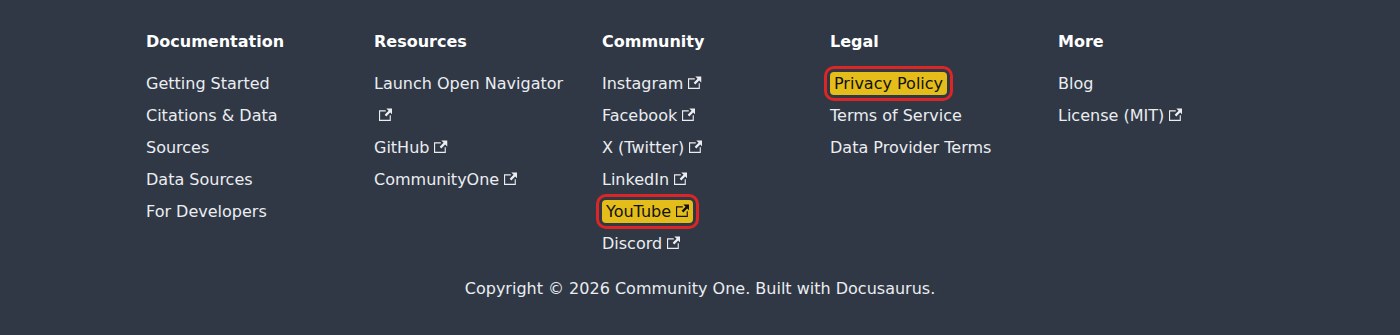 Documentation
Getting Started
Citations & Data
Sources
Data Sources
For Developers
Resources
Launch Open Navigator
GitHub
CommunityOne
Community
Instagram
Facebook
X (Twitter)
LinkedIn
YouTube
Discord
Legal
Privacy Policy
Terms of Service
Data Provider Terms
More
Blog
License (MIT)
Copyright © 2026 Community One. Built with Docusaurus.